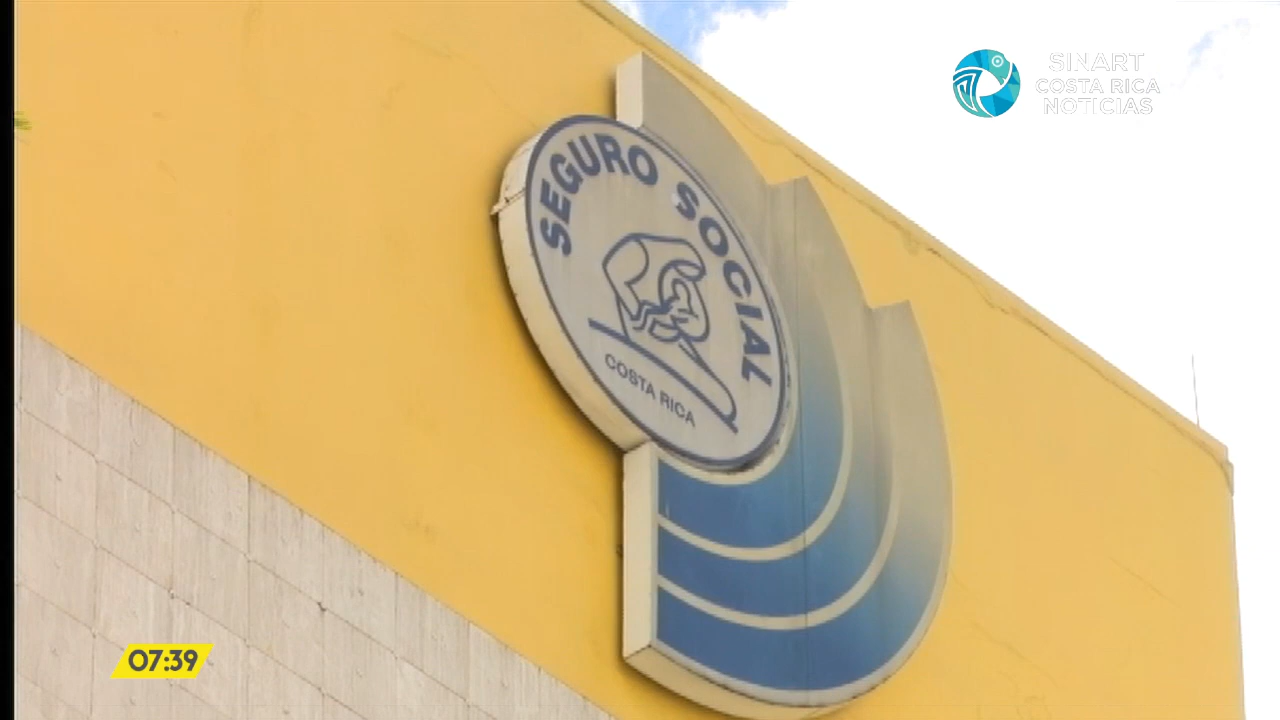 SINART
COSTA RICA
NOTICIAS
SEGURO SOCIAL
COSTA RICA
07:39